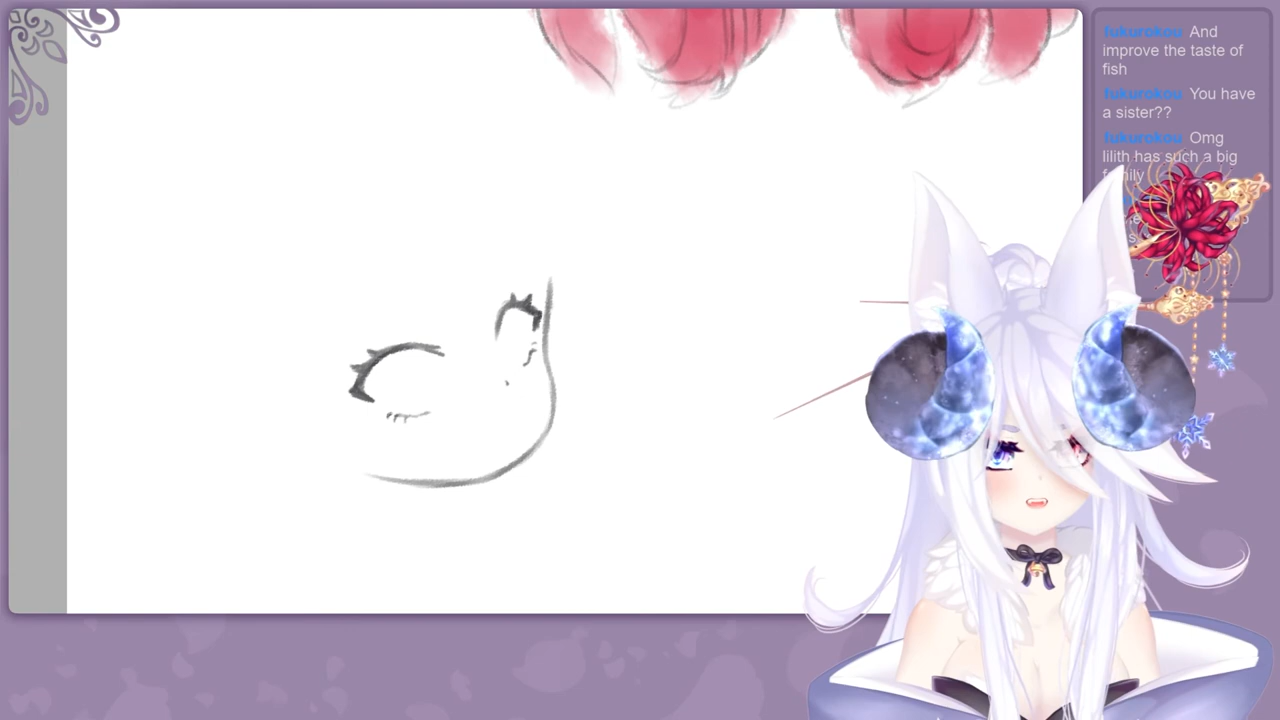 fukurokou And
improve the taste of
fish
fukurokou You have
a sister??
fukurokou Omg
lilith has such a big